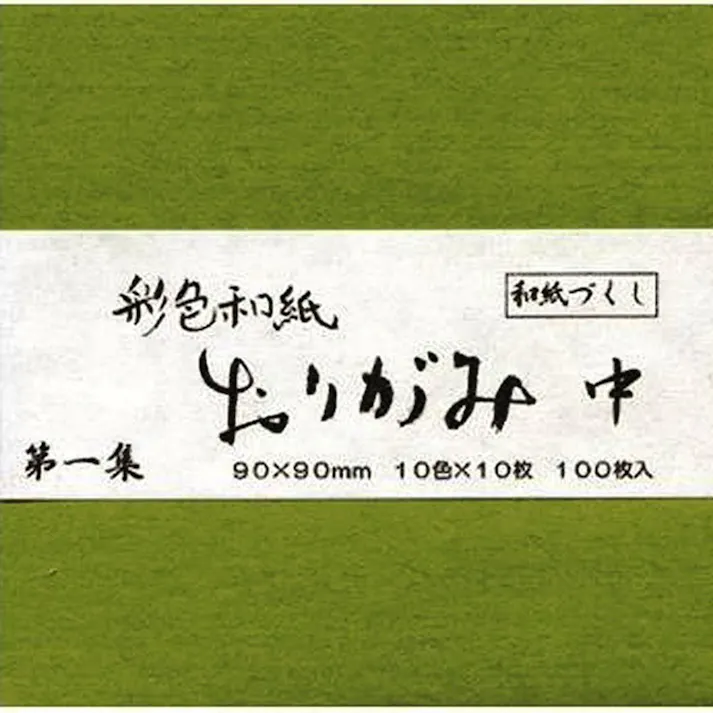 彩色和紙
和紙づくし
おりがみ 中
第一集
90×90mm 10色×10枚 100枚入